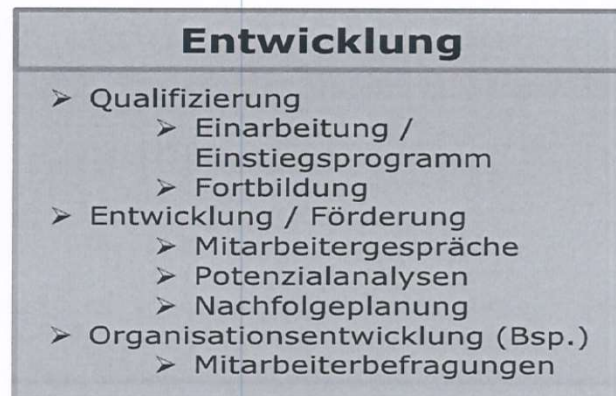 Entwicklung
➢ Qualifizierung
➢ Einarbeitung /
Einstiegsprogramm
➢ Fortbildung
➢ Entwicklung / Förderung
➢ Mitarbeitergespräche
➢ Potenzialanalysen
➢ Nachfolgeplanung
➢ Organisationsentwicklung (Bsp.)
➢ Mitarbeiterbefragungen